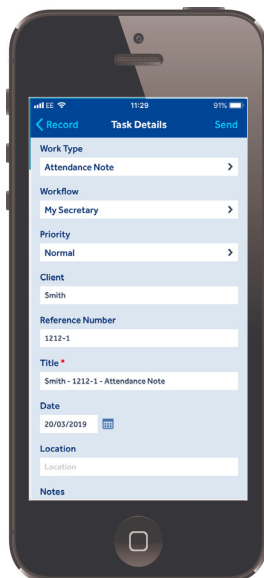 EE 11:29 91%
Record Task Details Send
Work Type
Attendance Note
Workflow
My Secretary
Priority
Normal
Client
Smith
Reference Number
1212-1
Title *
Smith - 1212-1 - Attendance Note
Date
20/03/2019
Location
Location
Notes